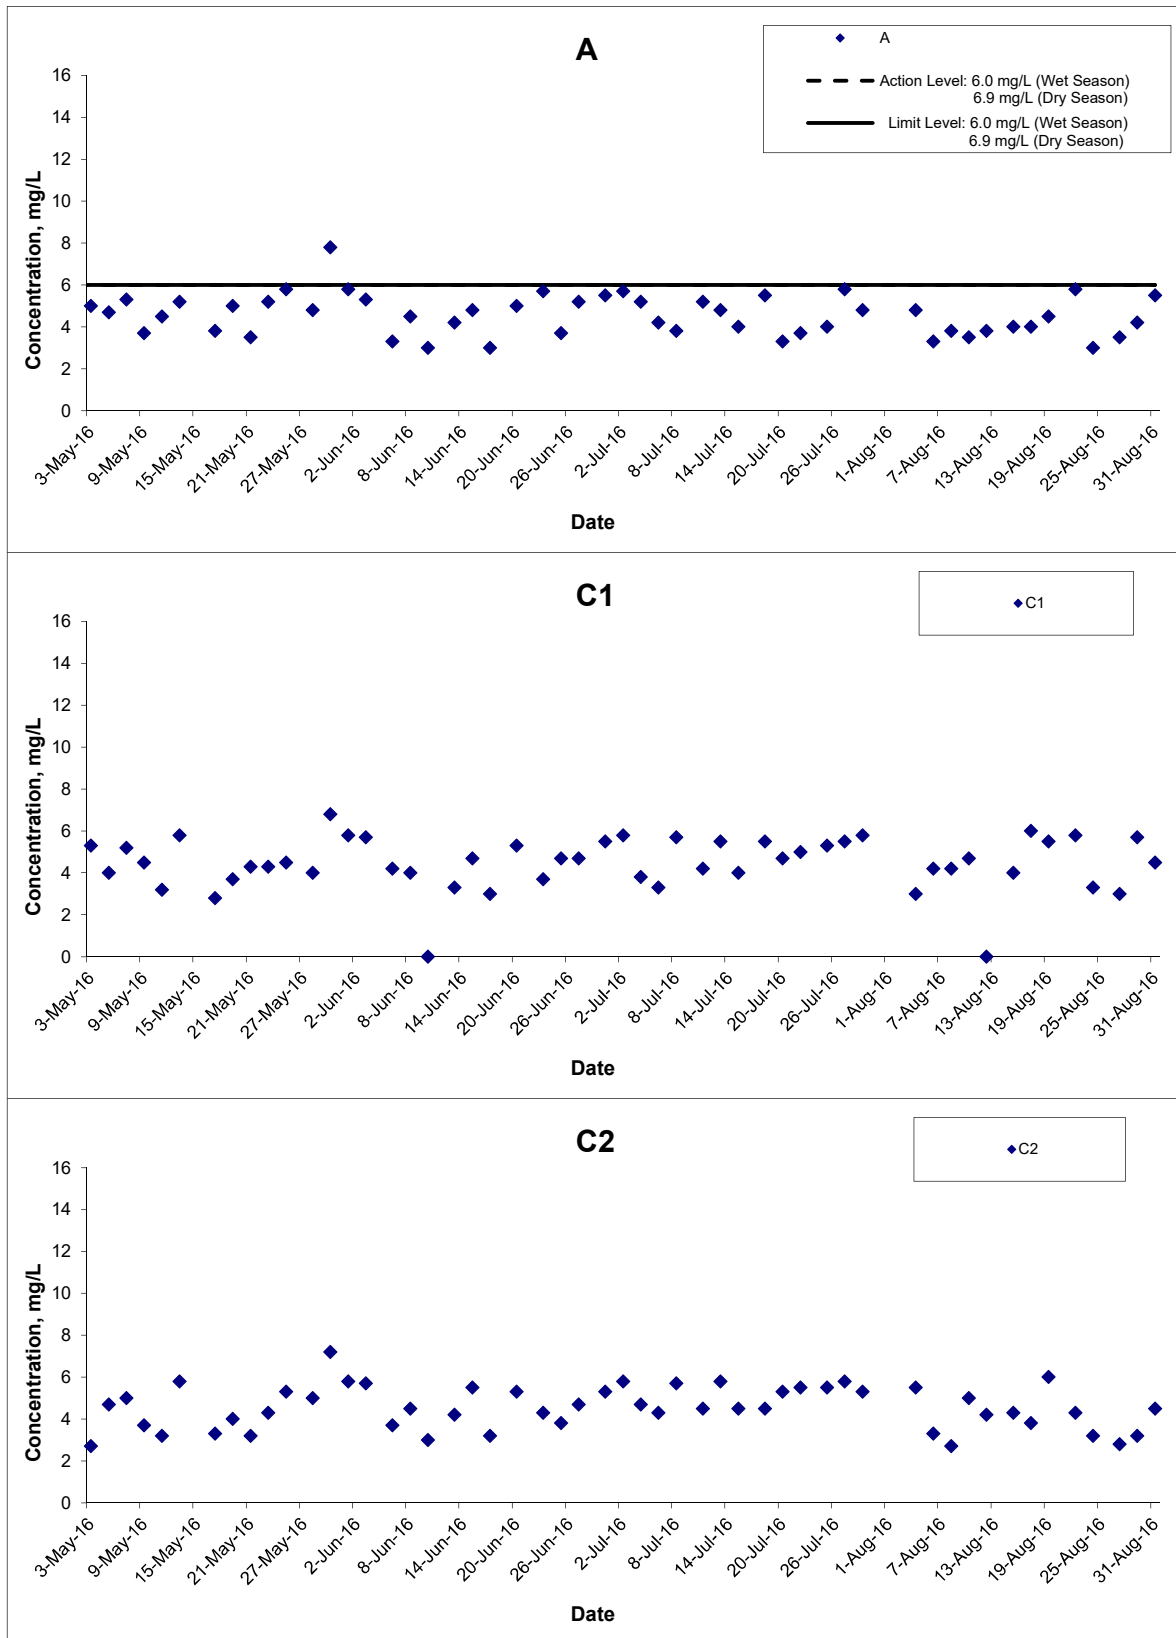 A
A
Action Level: 6.0 mg/L (Wet Season)
6.9 mg/L (Dry Season)
Limit Level: 6.0 mg/L (Wet Season)
6.9 mg/L (Dry Season)
Concentration, mg/L
16
14
12
10
8
6
4
2
0
3-May-16
9-May-16
15-May-16
21-May-16
27-May-16
2-Jun-16
8-Jun-16
14-Jun-16
20-Jun-16
26-Jun-16
2-Jul-16
8-Jul-16
14-Jul-16
20-Jul-16
26-Jul-16
1-Aug-16
7-Aug-16
13-Aug-16
19-Aug-16
25-Aug-16
31-Aug-16
Date
C1
C1
Concentration, mg/L
16
14
12
10
8
6
4
2
0
3-May-16
9-May-16
15-May-16
21-May-16
27-May-16
2-Jun-16
8-Jun-16
14-Jun-16
20-Jun-16
26-Jun-16
2-Jul-16
8-Jul-16
14-Jul-16
20-Jul-16
26-Jul-16
1-Aug-16
7-Aug-16
13-Aug-16
19-Aug-16
25-Aug-16
31-Aug-16
Date
C2
C2
Concentration, mg/L
16
14
12
10
8
6
4
2
0
3-May-16
9-May-16
15-May-16
21-May-16
27-May-16
2-Jun-16
8-Jun-16
14-Jun-16
20-Jun-16
26-Jun-16
2-Jul-16
8-Jul-16
14-Jul-16
20-Jul-16
26-Jul-16
1-Aug-16
7-Aug-16
13-Aug-16
19-Aug-16
25-Aug-16
31-Aug-16
Date